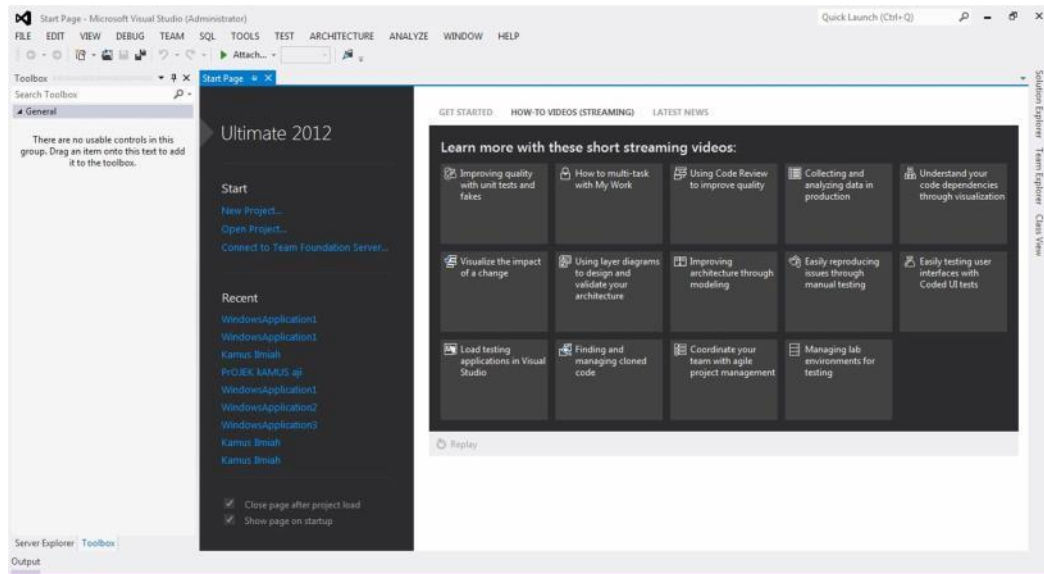 Start Page - Microsoft Visual Studio (Administrator)
Quick Launch (Ctrl+Q)
FILE EDIT VIEW DEBUG TEAM SQL TOOLS TEST ARCHITECTURE ANALYZE WINDOW HELP
Attach...
Toolbox
Search Toolbox
General
There are no usable controls in this
group. Drag an item onto this text to add
it to the toolbox.
Server Explorer Toolbox
Output
Start Page
Ultimate 2012
Start
New Project...
Open Project...
Connect to Team Foundation Server...
Recent
WindowsApplication1
WindowsApplication1
Kamus Ilmiah
PrOJEK kAMUS aji
WindowsApplication1
WindowsApplication2
WindowsApplication3
Kamus Ilmiah
Kamus Ilmiah
Close page after project load
Show page on startup
GET STARTED HOW-TO VIDEOS (STREAMING) LATEST NEWS
Learn more with these short streaming videos:
Improving quality
with unit tests and
fakes
How to multi-task
with My Work
Using Code Review
to improve quality
Collecting and
analyzing data in
production
Understand your
code dependencies
through visualization
Visualize the impact
of a change
Using layer diagrams
to design and
validate your
architecture
Improving
architecture through
modeling
Easily reproducing
issues through
manual testing
Easily testing user
interfaces with
Coded UI tests
Load testing
applications in Visual
Studio
Finding and
managing cloned
code
Coordinate your
team with agile
project management
Managing lab
environments for
testing
Replay
Solution Explorer
Team Explorer
Class View